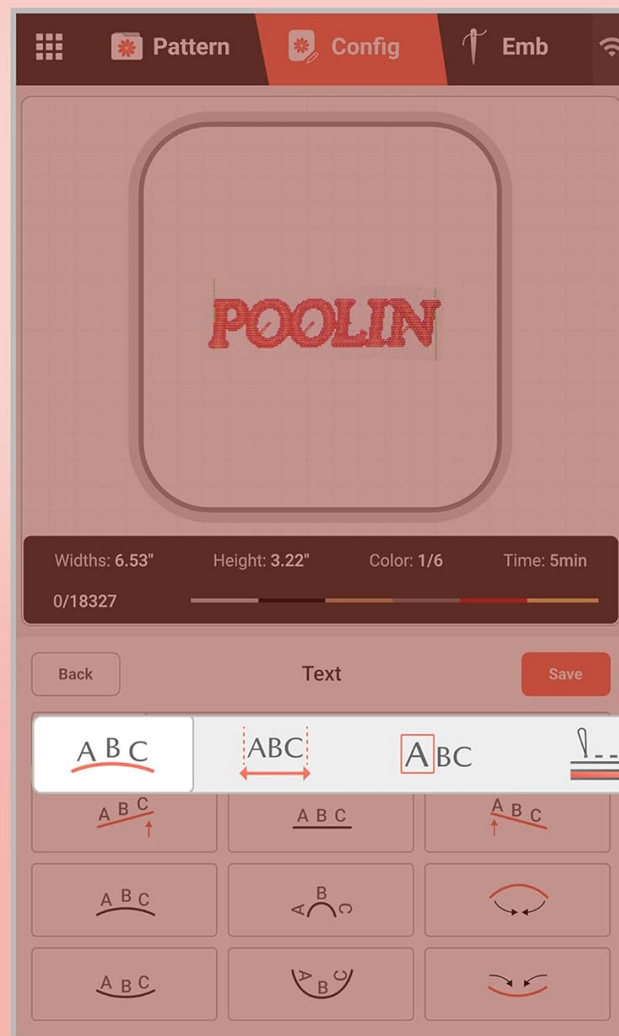 Pattern Config Emb
POOLIN
Widths: 6.53" Height: 3.22" Color: 1/6 Time: 5min
0/18327
Back Text Save
ABC ABC ABC
ABC ABC ABC
ABC ABC
ABC ABC